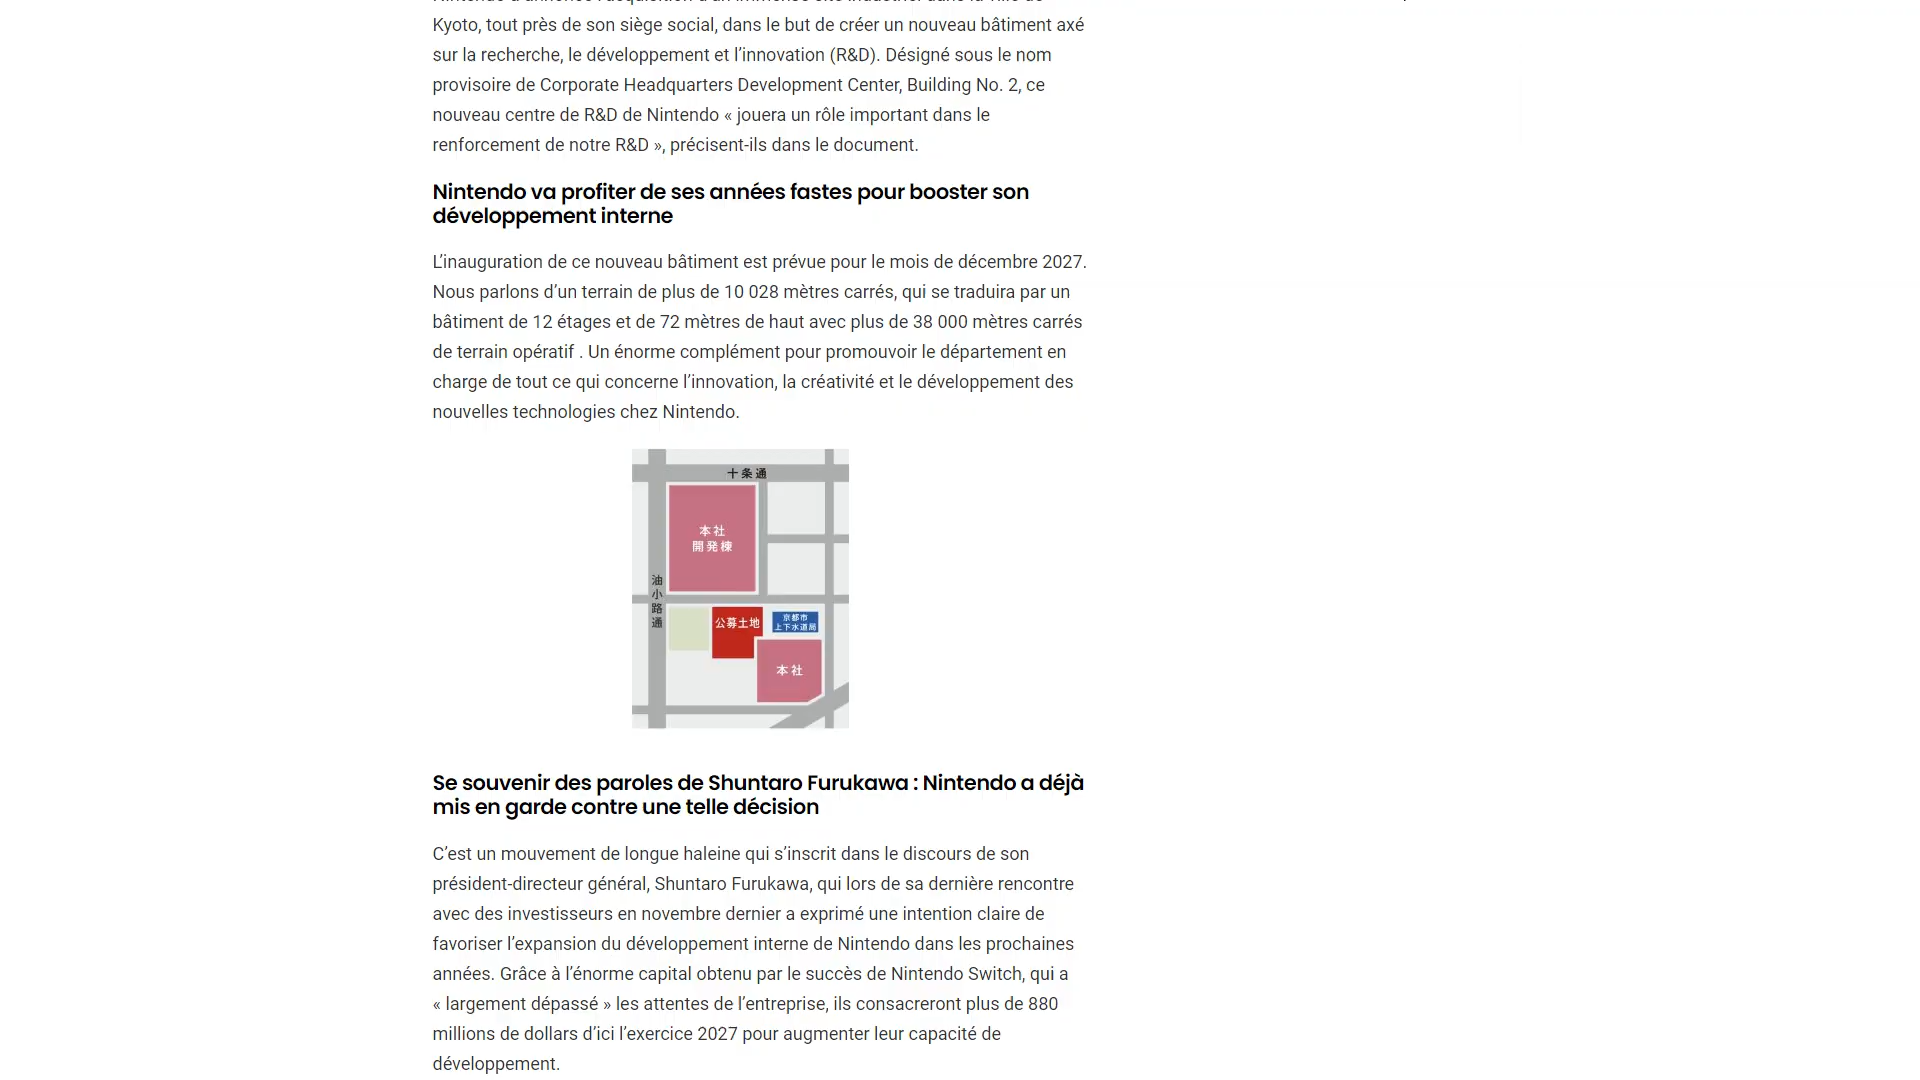 Kyoto, tout près de son siège social, dans le but de créer un nouveau bâtiment axé
sur la recherche, le développement et l’innovation (R&D). Désigné sous le nom
provisoire de Corporate Headquarters Development Center, Building No. 2, ce
nouveau centre de R&D de Nintendo « jouera un rôle important dans le
renforcement de notre R&D », précisent-ils dans le document.
Nintendo va profiter de ses années fastes pour booster son
développement interne
L’inauguration de ce nouveau bâtiment est prévue pour le mois de décembre 2027.
Nous parlons d’un terrain de plus de 10 028 mètres carrés, qui se traduira par un
bâtiment de 12 étages et de 72 mètres de haut avec plus de 38 000 mètres carrés
de terrain opératif . Un énorme complément pour promouvoir le département en
charge de tout ce qui concerne l’innovation, la créativité et le développement des
nouvelles technologies chez Nintendo.
十条通
本社
開発棟
油小路通
公募土地
京都市
上下水道局
本社
Se souvenir des paroles de Shuntaro Furukawa : Nintendo a déjà
mis en garde contre une telle décision
C’est un mouvement de longue haleine qui s’inscrit dans le discours de son
président-directeur général, Shuntaro Furukawa, qui lors de sa dernière rencontre
avec des investisseurs en novembre dernier a exprimé une intention claire de
favoriser l’expansion du développement interne de Nintendo dans les prochaines
années. Grâce à l’énorme capital obtenu par le succès de Nintendo Switch, qui a
« largement dépassé » les attentes de l’entreprise, ils consacreront plus de 880
millions de dollars d’ici l’exercice 2027 pour augmenter leur capacité de
développement.